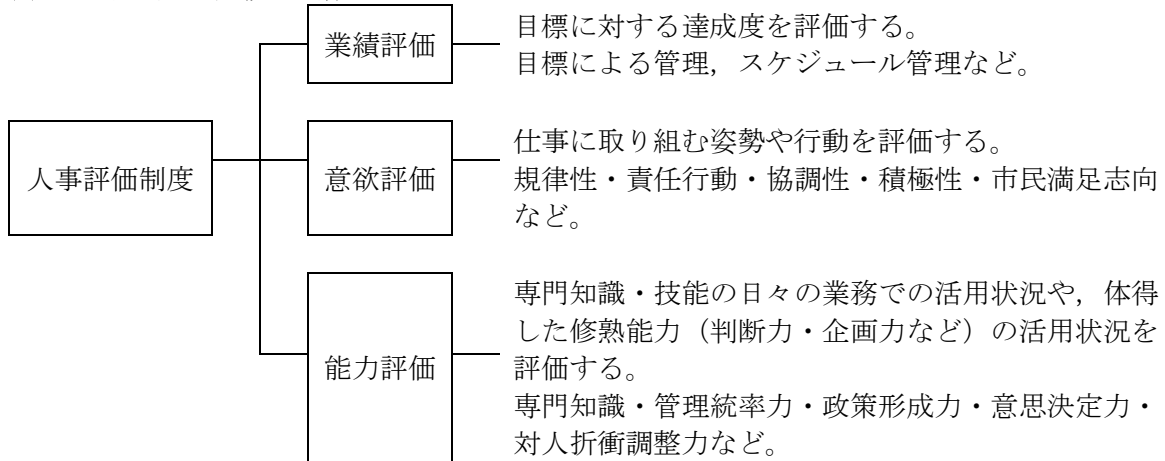 業績評価
目標に対する達成度を評価する。
目標による管理，スケジュール管理など。
人事評価制度
意欲評価
仕事に取り組む姿勢や行動を評価する。
規律性・責任行動・協調性・積極性・市民満足志向
など。
能力評価
専門知識・技能の日々の業務での活用状況や，体得
した修熟能力（判断力・企画力など）の活用状況を
評価する。
専門知識・管理統率力・政策形成力・意思決定力・
対人折衝調整力など。